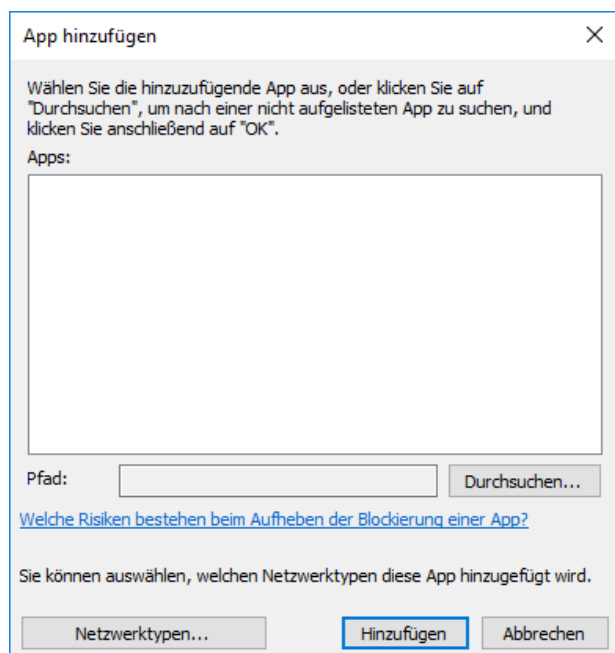 App hinzufügen
Wählen Sie die hinzuzufügende App aus, oder klicken Sie auf
"Durchsuchen", um nach einer nicht aufgelisteten App zu suchen, und
klicken Sie anschließend auf "OK".
Apps:
Pfad:
Durchsuchen...
Welche Risiken bestehen beim Aufheben der Blockierung einer App?
Sie können auswählen, welchen Netzwerktypen diese App hinzugefügt wird.
Netzwerktypen...
Hinzufügen
Abbrechen